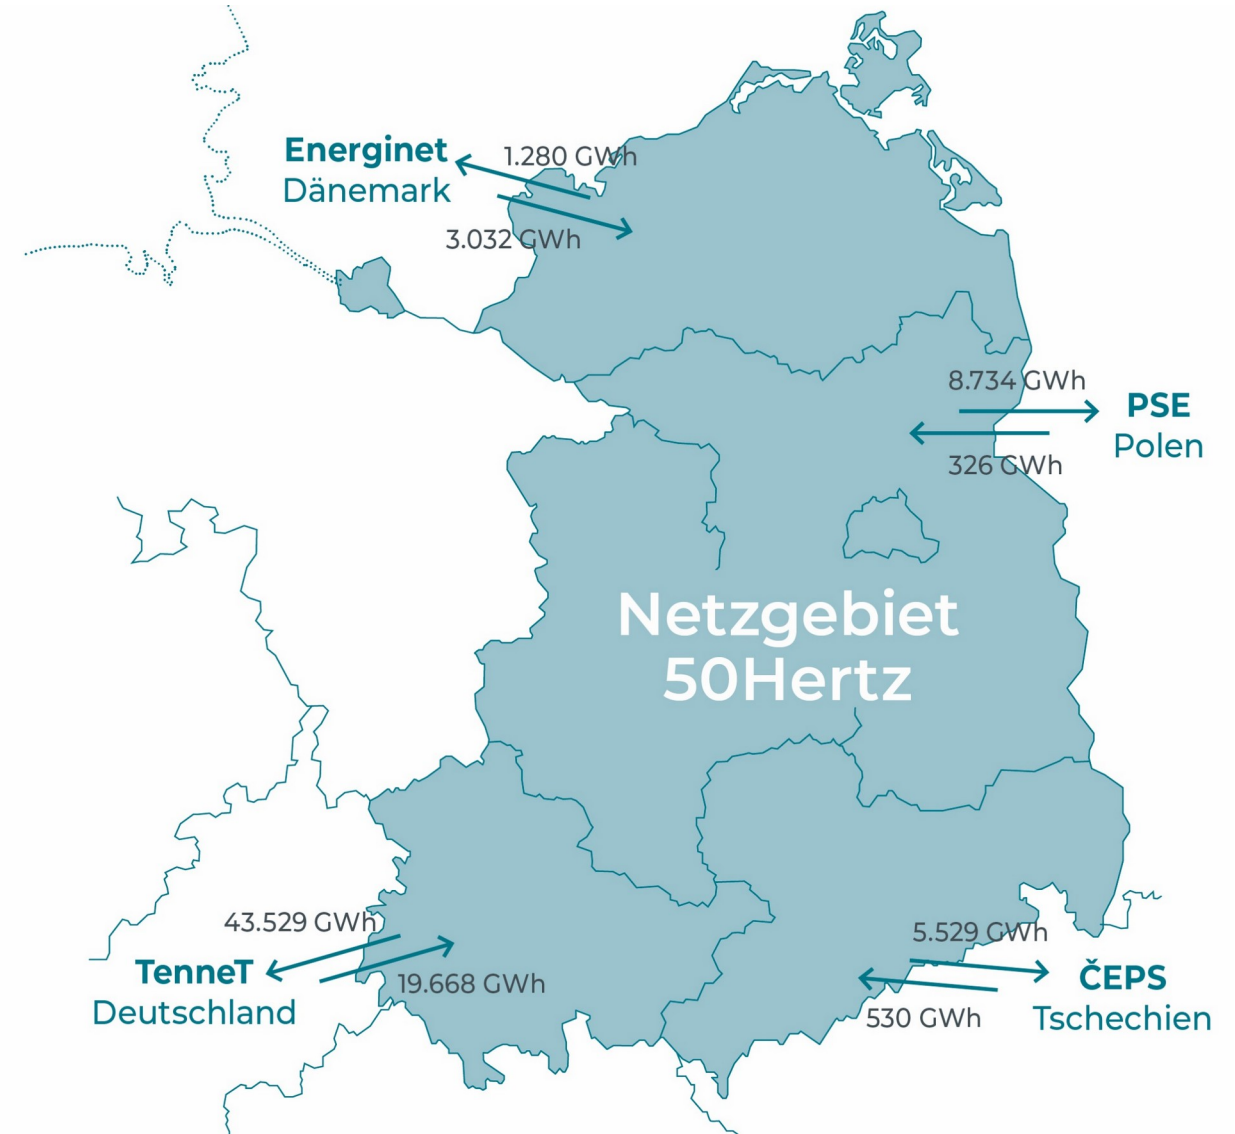 Energinet
Dänemark
1.280 GWh
3.032 GWh
8.734 GWh
PSE
Polen
326 GWh
Netzgebiet
50Hertz
43.529 GWh
TenneT
Deutschland
19.668 GWh
5.529 GWh
ČEPS
Tschechien
530 GWh